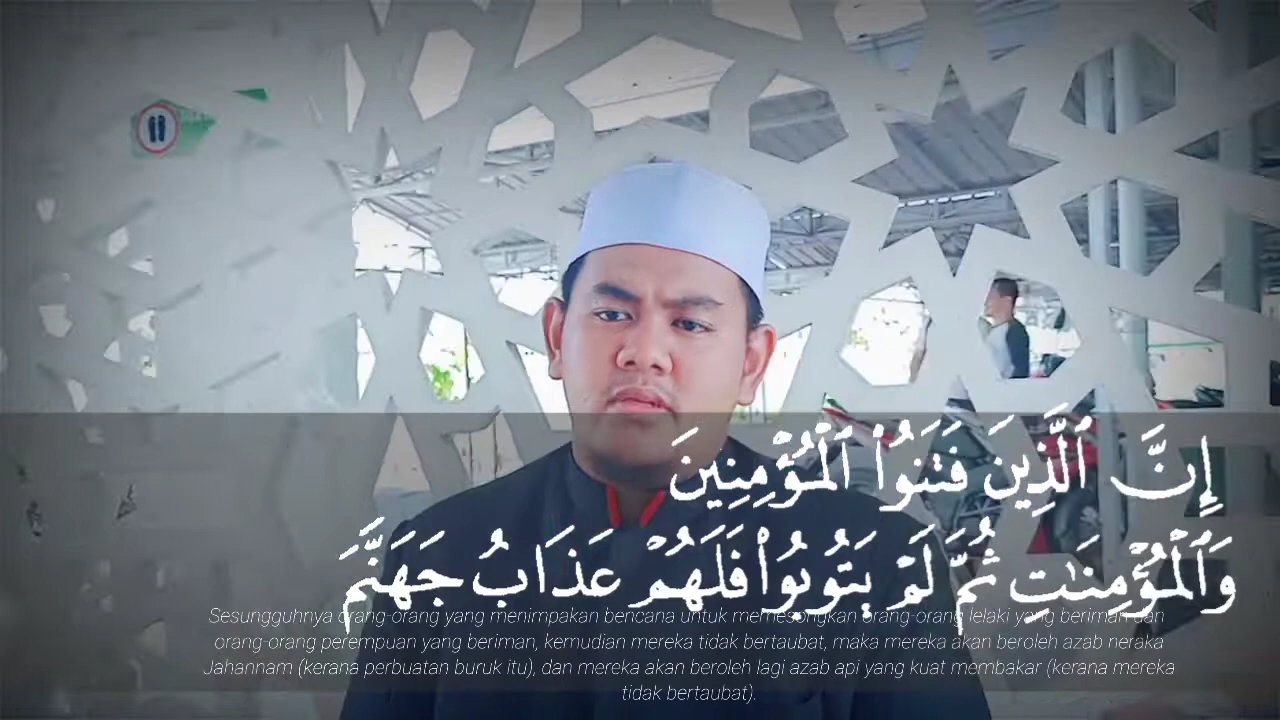 إِنَّ ٱلَّذِينَ فَتَنُوا۟ ٱلْمُؤْمِنِينَ
وَٱلْمُؤْمِنَٰتِ ثُمَّ لَمْ يَتُوبُوا۟ فَلَهُمْ عَذَابُ جَهَنَّمَ
Sesungguhnya orang-orang yang menimpakan bencana untuk memesongkan orang-orang lelaki yang beriman dan
orang-orang perempuan yang beriman, kemudian mereka tidak bertaubat, maka mereka akan beroleh azab neraka
Jahannam (kerana perbuatan buruk itu), dan mereka akan beroleh lagi azab api yang kuat membakar (kerana mereka
tidak bertaubat).